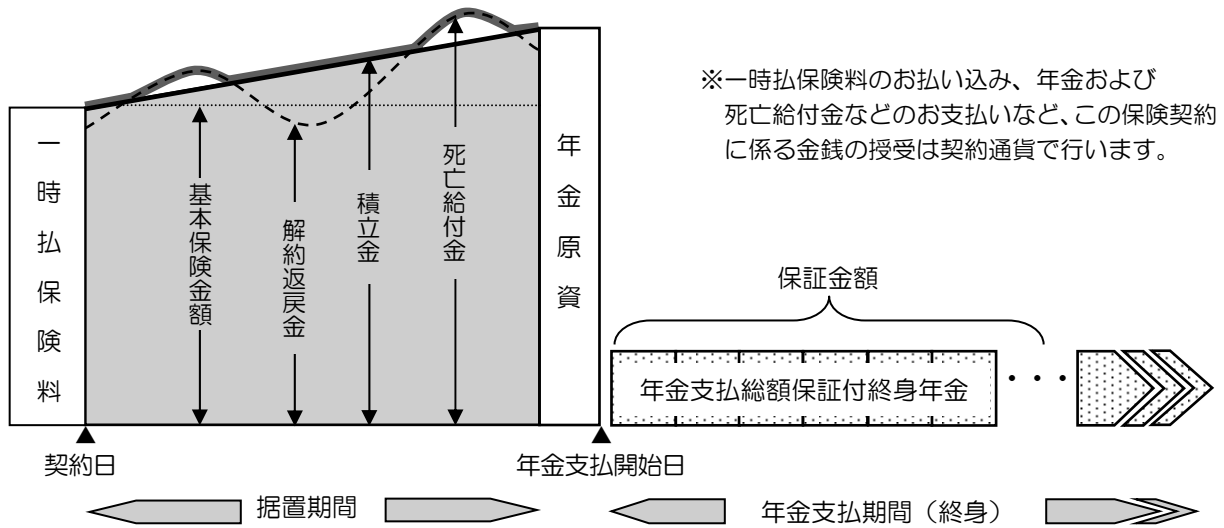 ※一時払保険料のお払い込み、年金および
死亡給付金などのお支払いなど、この保険契約
に係る金銭の授受は契約通貨で行います。
一時払保険料
基本保険金額
解約返戻金
積立金
死亡給付金
年金原資
保証金額
年金支払総額保証付終身年金
・・・
契約日
年金支払開始日
据置期間
年金支払期間（終身）